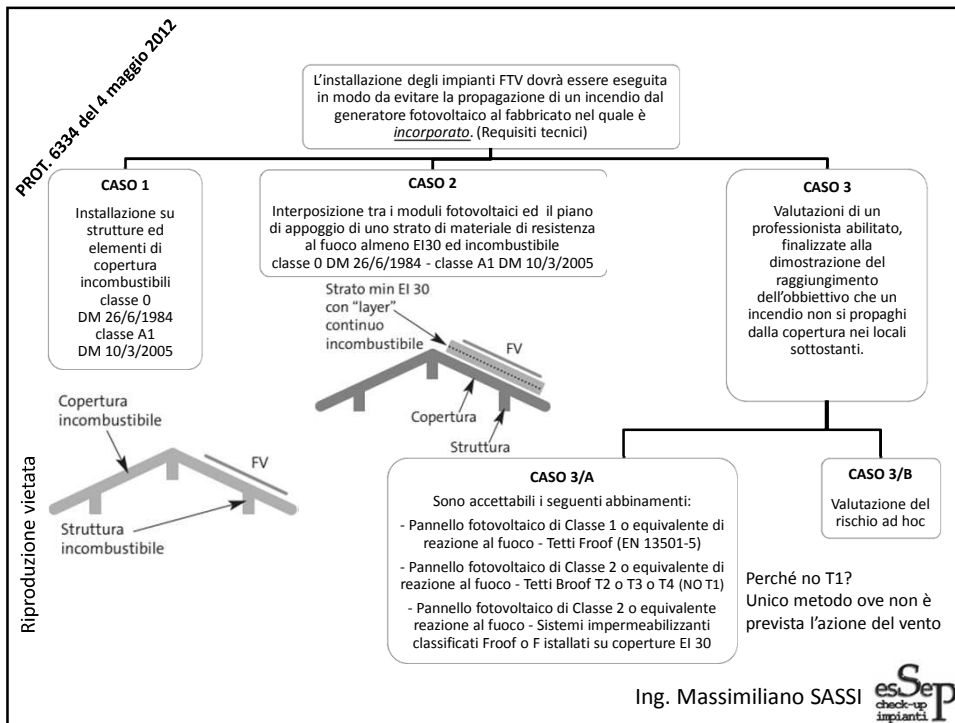 PROT. 6334 del 4 maggio 2012
L'installazione degli impianti FTV dovrà essere eseguita
in modo da evitare la propagazione di un incendio dal
generatore fotovoltaico al fabbricato nel quale è
incorporato. (Requisiti tecnici)
CASO 1
Installazione su
strutture ed
elementi di
copertura
incombustibili
classe 0
DM 26/6/1984
classe A1
DM 10/3/2005
CASO 2
Interposizione tra i moduli fotovoltaici ed il piano
di appoggio di uno strato di materiale di resistenza
al fuoco almeno EI30 ed incombustibile
classe 0 DM 26/6/1984 - classe A1 DM 10/3/2005
CASO 3
Valutazioni di un
professionista abilitato,
finalizzate alla
dimostrazione del
raggiungimento
dell'obbiettivo che un
incendio non si propaghi
dalla copertura nei locali
sottostanti.
Strato min EI 30
con "layer"
continuo
incombustibile
FV
Copertura
Struttura
Copertura
incombustibile
FV
Struttura
incombustibile
CASO 3/A
Sono accettabili i seguenti abbinamenti:
- Pannello fotovoltaico di Classe 1 o equivalente di
reazione al fuoco - Tetti Froof (EN 13501-5)
- Pannello fotovoltaico di Classe 2 o equivalente di
reazione al fuoco - Tetti Broof T2 o T3 o T4 (NO T1)
- Pannello fotovoltaico di Classe 2 o equivalente
reazione al fuoco - Sistemi impermeabilizzanti
classificati Froof o F istallati su coperture EI 30
CASO 3/B
Valutazione del
rischio ad hoc
Perché no T1?
Unico metodo ove non è
prevista l'azione del vento
Riproduzione vietata
Ing. Massimiliano SASSI
esSeP
check-up
impianti